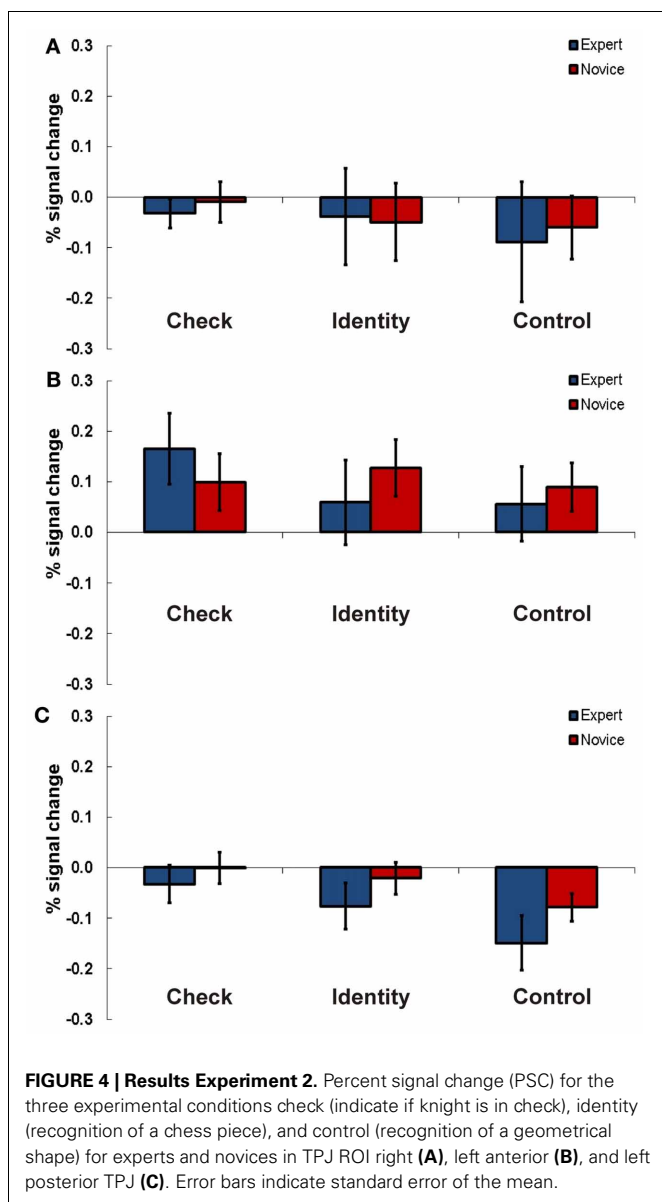 A
0.3
Expert
Novice
0.2
0.1
0.0
-0.1
-0.2
-0.3
% signal change
Check Identity Control
B
0.3
Expert
Novice
0.2
0.1
0.0
-0.1
-0.2
-0.3
% signal change
Check Identity Control
C
0.3
Expert
Novice
0.2
0.1
0.0
-0.1
-0.2
-0.3
% signal change
Check Identity Control
FIGURE 4 | Results Experiment 2. Percent signal change (PSC) for the
three experimental conditions check (indicate if knight is in check), identity
(recognition of a chess piece), and control (recognition of a geometrical
shape) for experts and novices in TPJ ROI right (A), left anterior (B), and left
posterior TPJ (C). Error bars indicate standard error of the mean.